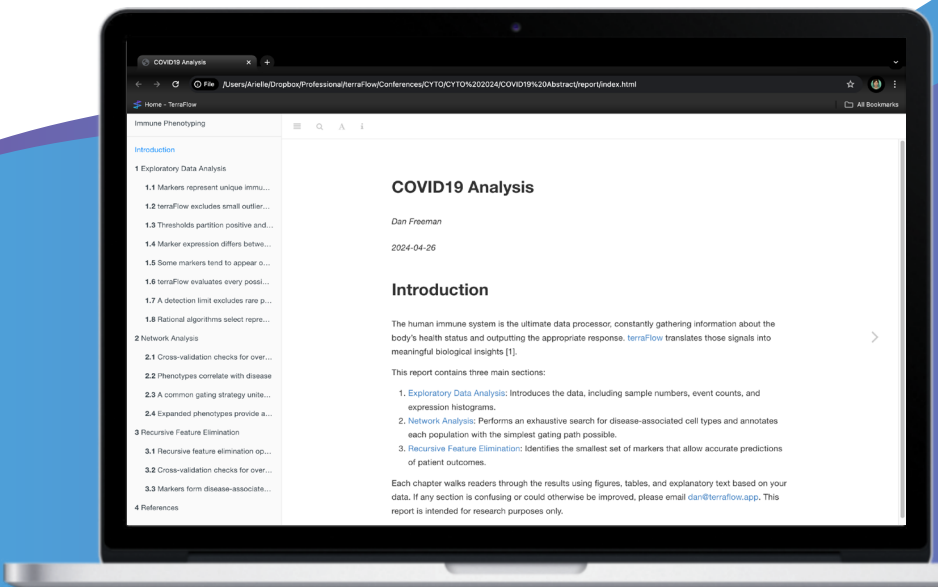 COVID19 Analysis
File
/Users/Arielle/Dropbox/Professional/terraFlow/Conferences/CYTO/CYTO%202024/COVID19%20Abstract/report/index.html
Home - TerraFlow
All Bookmarks
Immune Phenotyping
Introduction
1 Exploratory Data Analysis
1.1 Markers represent unique immu...
1.2 terraFlow excludes small outlier...
1.3 Thresholds partition positive and...
1.4 Marker expression differs betwe...
1.5 Some markers tend to appear o...
1.6 terraFlow evaluates every possi...
1.7 A detection limit excludes rare p...
1.8 Rational algorithms select repre...
2 Network Analysis
2.1 Cross-validation checks for over...
2.2 Phenotypes correlate with disease
2.3 A common gating strategy unite...
2.4 Expanded phenotypes provide a...
3 Recursive Feature Elimination
3.1 Recursive feature elimination op...
3.2 Cross-validation checks for over...
3.3 Markers form disease-associate...
4 References
A
i
COVID19 Analysis
Dan Freeman
2024-04-26
Introduction
The human immune system is the ultimate data processor, constantly gathering information about the
body's health status and outputting the appropriate response. terraFlow translates those signals into
meaningful biological insights [1].
This report contains three main sections:
1. Exploratory Data Analysis: Introduces the data, including sample numbers, event counts, and
expression histograms.
2. Network Analysis: Performs an exhaustive search for disease-associated cell types and annotates
each population with the simplest gating path possible.
3. Recursive Feature Elimination: Identifies the smallest set of markers that allow accurate predictions
of patient outcomes.
Each chapter walks readers through the results using figures, tables, and explanatory text based on your
data. If any section is confusing or could otherwise be improved, please email dan@terraflow.app. This
report is intended for research purposes only.